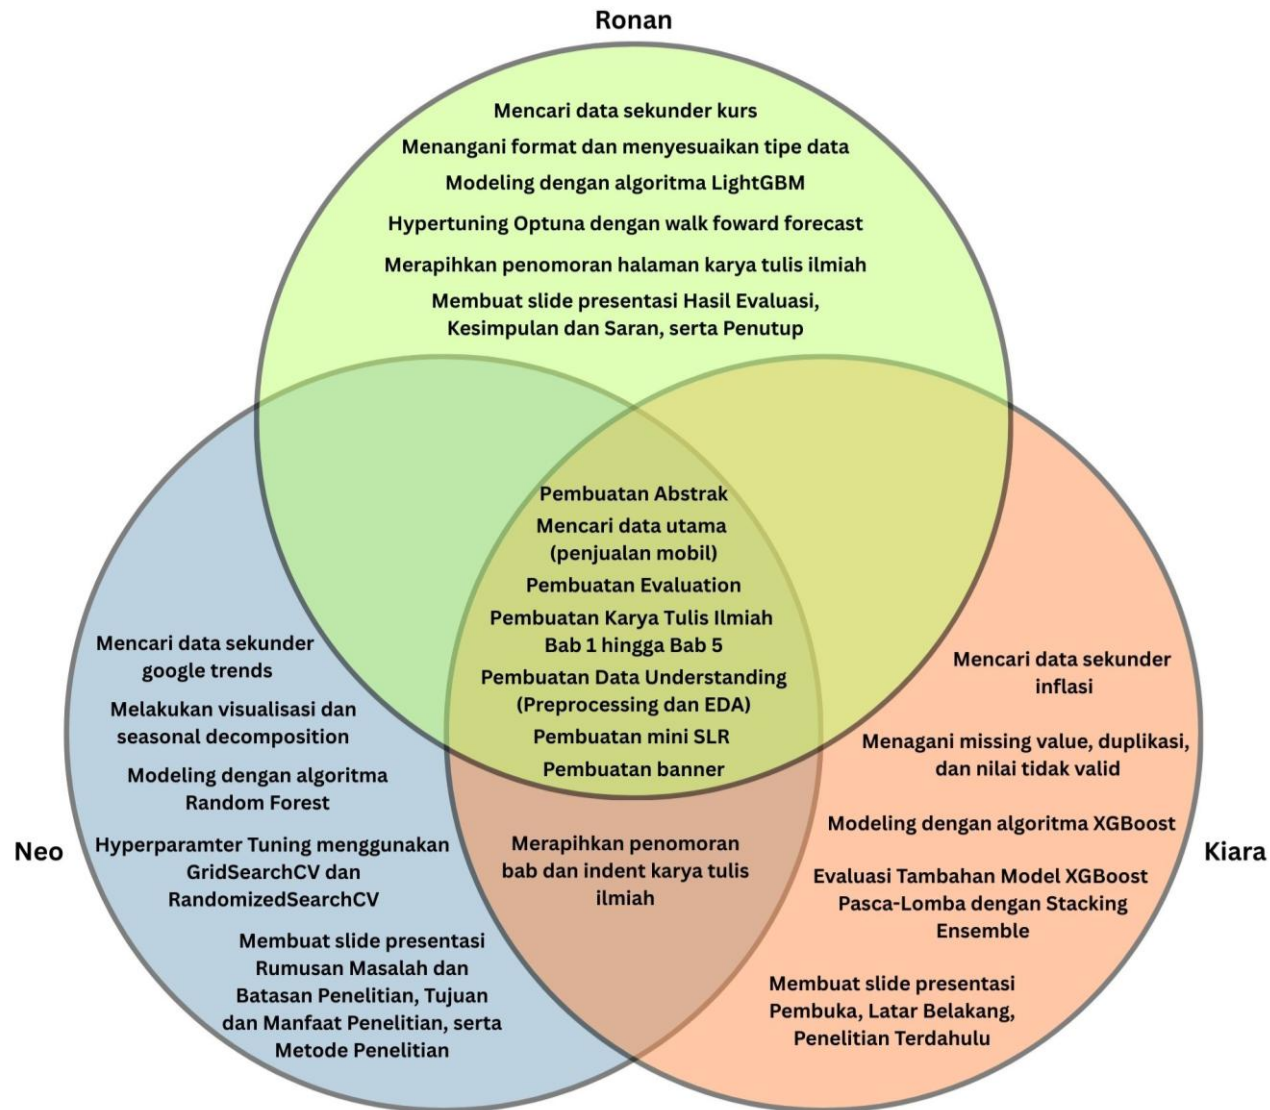 Ronan
Mencari data sekunder kurs
Menangani format dan menyesuaikan tipe data
Modeling dengan algoritma LightGBM
Hypertuning Optuna dengan walk foward forecast
Merapihkan penomoran halaman karya tulis ilmiah
Membuat slide presentasi Hasil Evaluasi,
Kesimpulan dan Saran, serta Penutup
Pembuatan Abstrak
Mencari data utama
(penjualan mobil)
Pembuatan Evaluation
Pembuatan Karya Tulis Ilmiah
Bab 1 hingga Bab 5
Pembuatan Data Understanding
(Preprocessing dan EDA)
Pembuatan mini SLR
Pembuatan banner
Neo
Mencari data sekunder
google trends
Melakukan visualisasi dan
seasonal decomposition
Modeling dengan algoritma
Random Forest
Hyperparamter Tuning menggunakan
GridSearchCV dan
RandomizedSearchCV
Membuat slide presentasi
Rumusan Masalah dan
Batasan Penelitian, Tujuan
dan Manfaat Penelitian, serta
Metode Penelitian
Merapihkan penomoran
bab dan indent karya tulis
ilmiah
Kiara
Mencari data sekunder
inflasi
Menagani missing value, duplikasi,
dan nilai tidak valid
Modeling dengan algoritma XGBoost
Evaluasi Tambahan Model XGBoost
Pasca-Lomba dengan Stacking
Ensemble
Membuat slide presentasi
Pembuka, Latar Belakang,
Penelitian Terdahulu